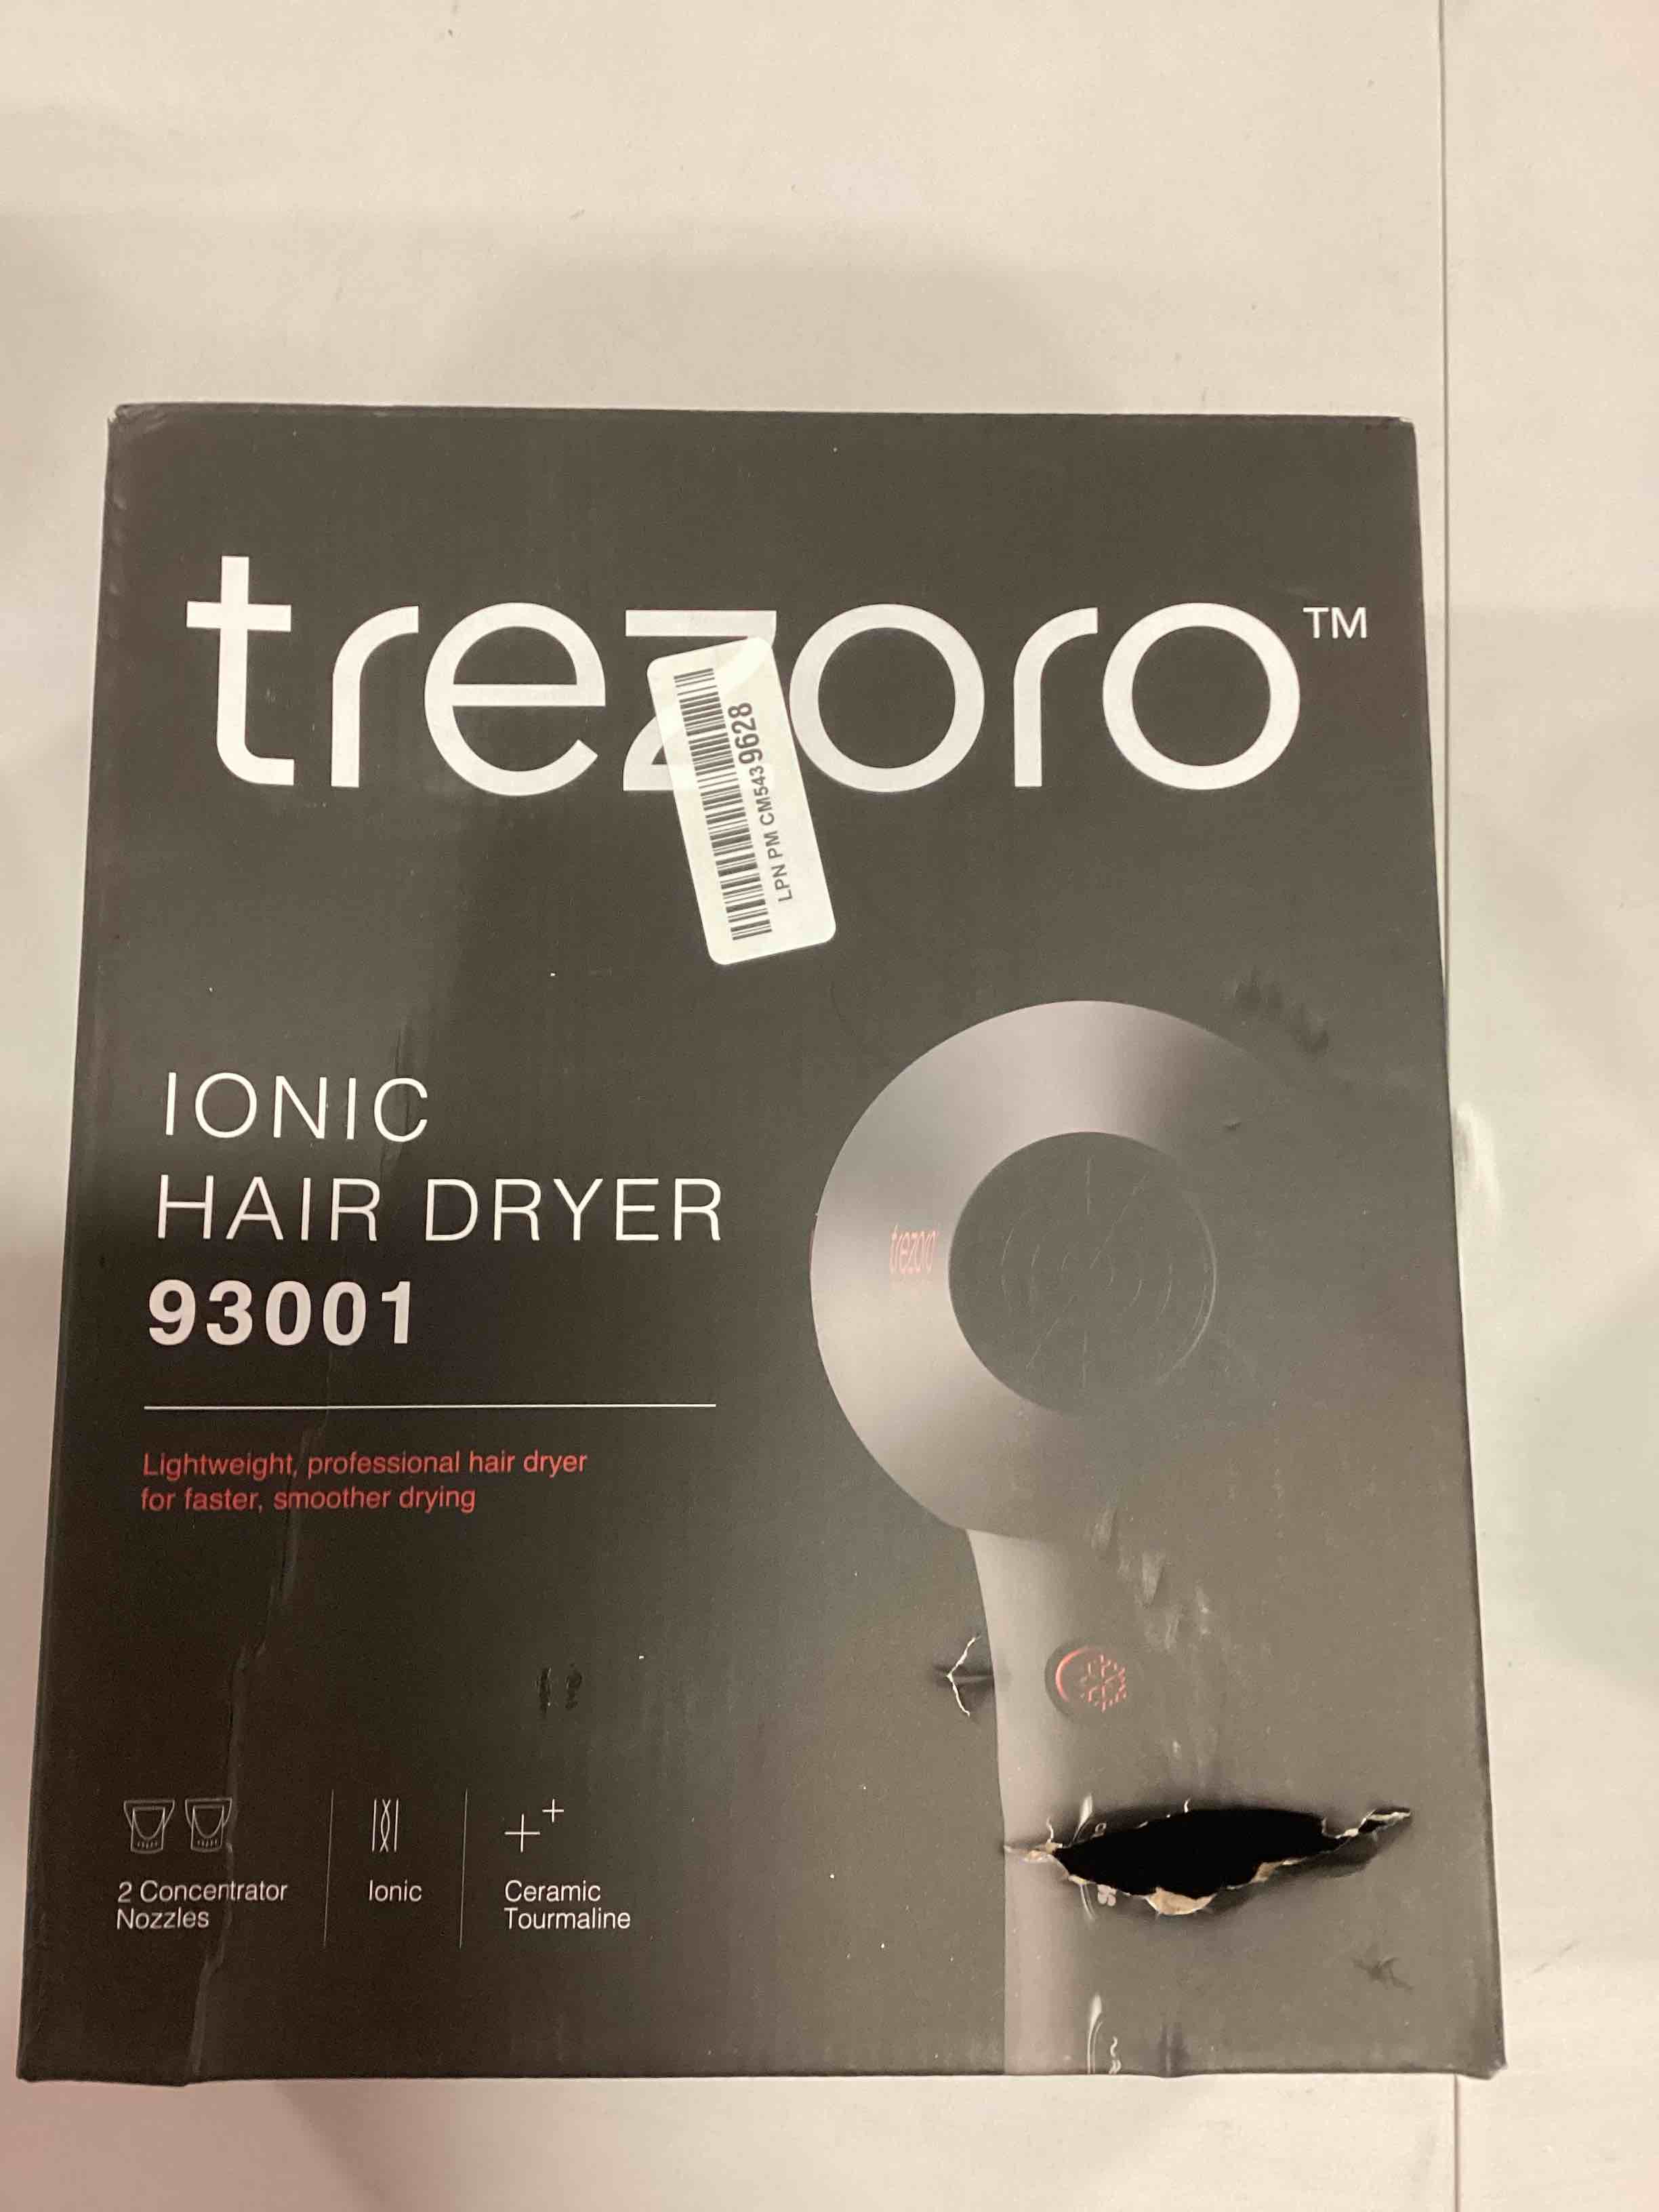 trezoro™
LPN PM CM5439628
IONIC
HAIR DRYER
93001
trezoro
Lightweight, professional hair dryer
for faster, smoother drying
2 Concentrator
Nozzles
Ionic
Ceramic
Tourmaline